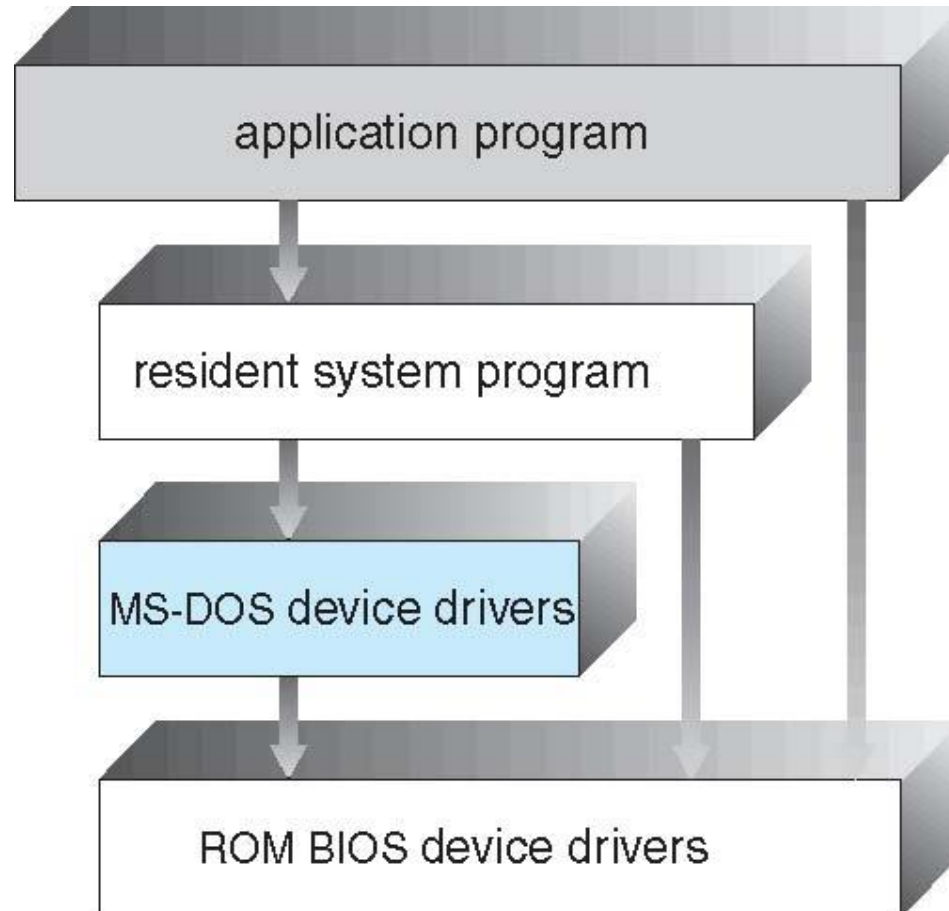 application program
resident system program
MS-DOS device drivers
ROM BIOS device drivers